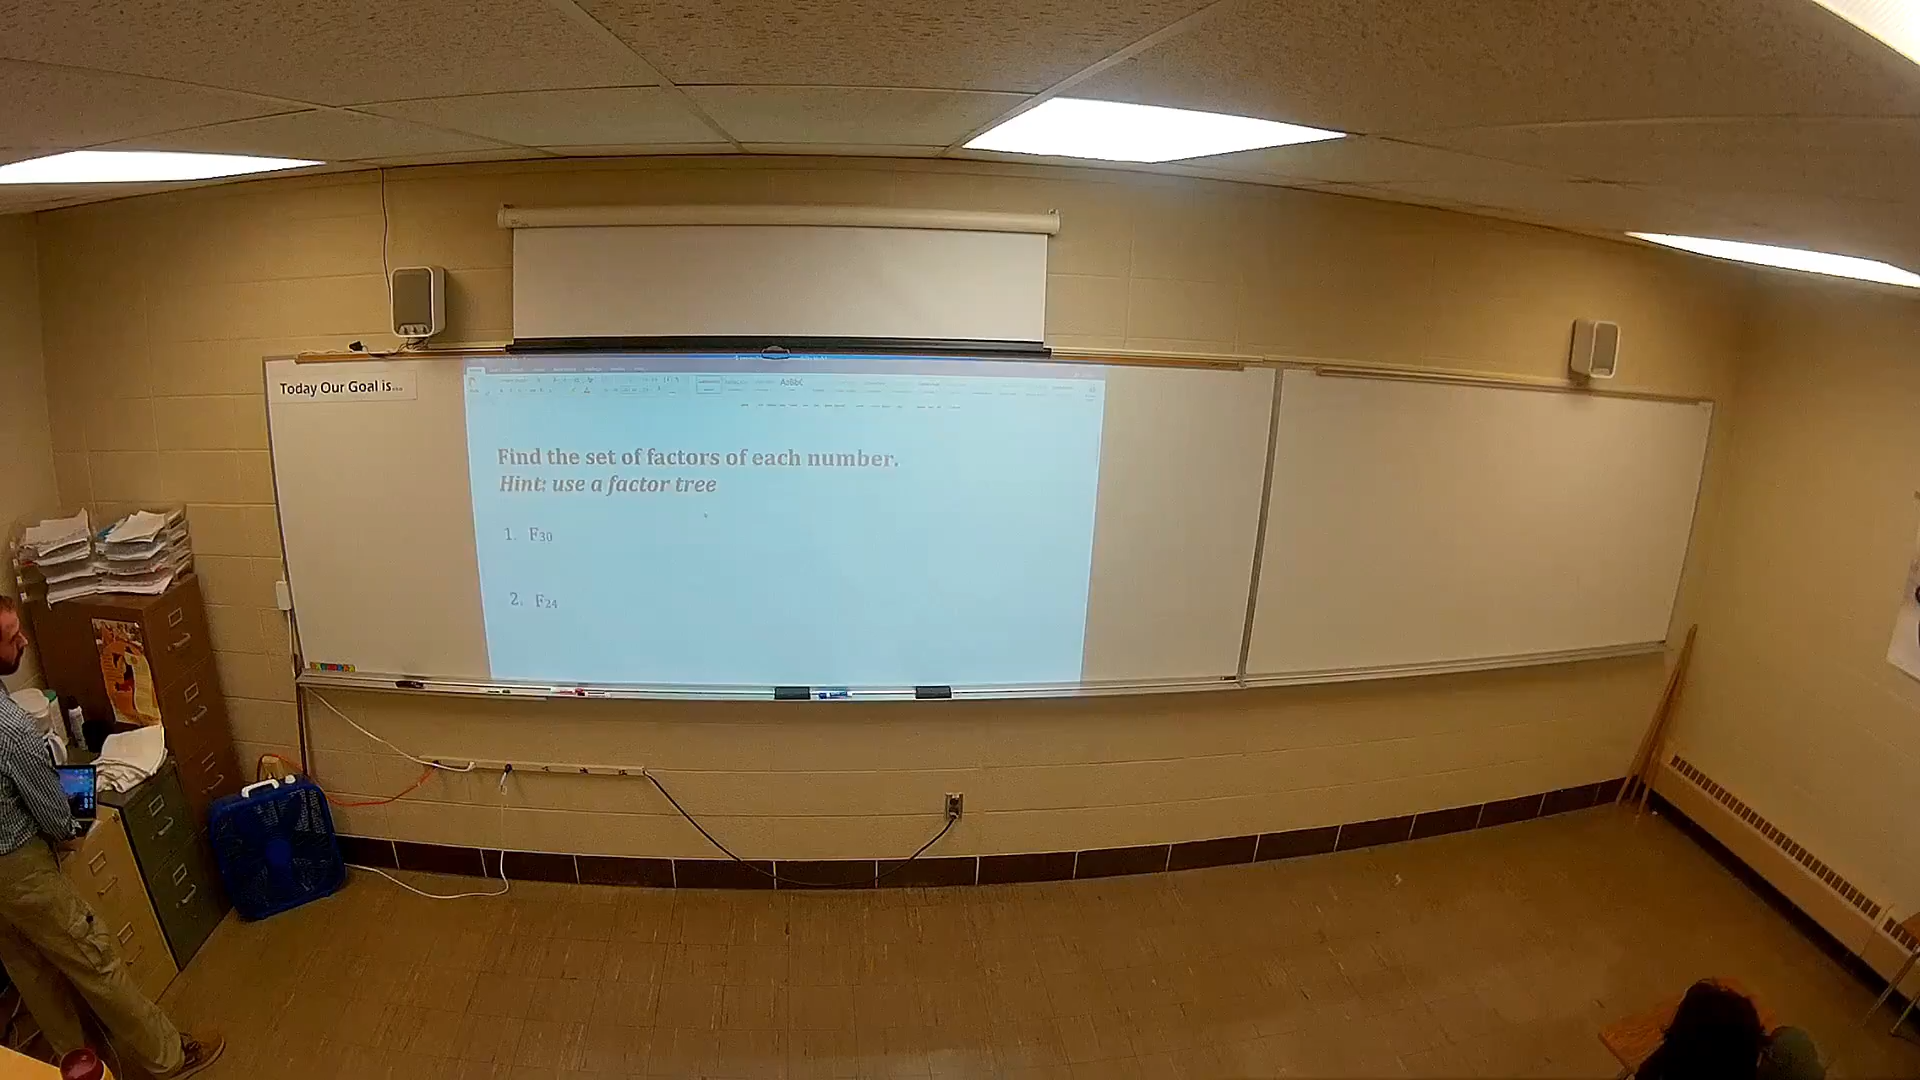 Today Our Goal is...
AaBbC
Find the set of factors of each number.
Hint: use a factor tree
1. F30
2. F24